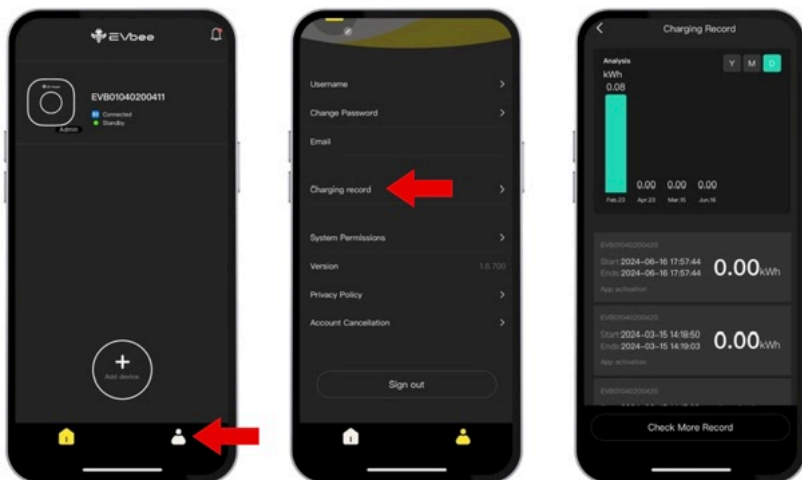 EVbee
EVB01040200411
Connected
Standby
Admin
Add device
Username
Change Password
Email
Charging record
System Permissions
Version 1.6.700
Privacy Policy
Account Cancellation
Sign out
Charging Record
Analysis
Y M D
kWh
0.08
0.00 0.00 0.00
Feb.23 Apr.23 Mar.15 Jun.16
EVB01040200420
Start:2024-06-16 17:57:44
Ends:2024-06-16 17:57:44
0.00kWh
App activation
EVB01040200420
Start:2024-03-15 14:18:50
Ends:2024-03-15 14:19:03
0.00kWh
App activation
EVB01040200420
Check More Record